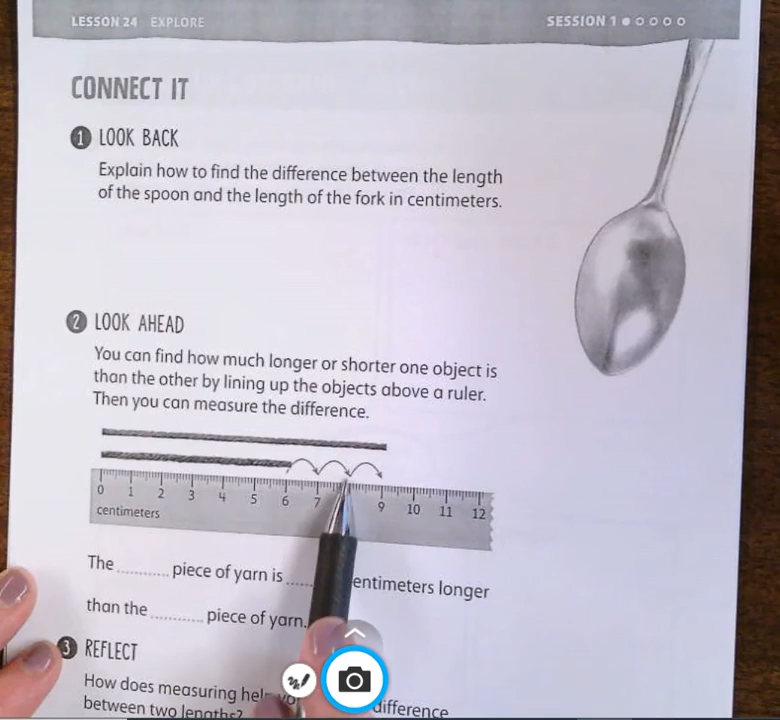 LESSON 24 EXPLORE
SESSION 1
CONNECT IT
1 LOOK BACK
Explain how to find the difference between the length
of the spoon and the length of the fork in centimeters.
2 LOOK AHEAD
You can find how much longer or shorter one object is
than the other by lining up the objects above a ruler.
Then you can measure the difference.
0 1 2 3 4 5 6 7 9 10 11 12
centimeters
The ........... piece of yarn is ...... entimeters longer
than the ........... piece of yarn.
3 REFLECT
How does measuring difference
between two lengths?